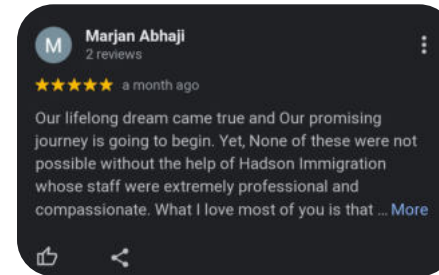 M
Marjan Abhaji
2 reviews
a month ago
Our lifelong dream came true and Our promising
journey is going to begin. Yet, None of these were not
possible without the help of Hadson Immigration
whose staff were extremely professional and
compassionate. What I love most of you is that ... More